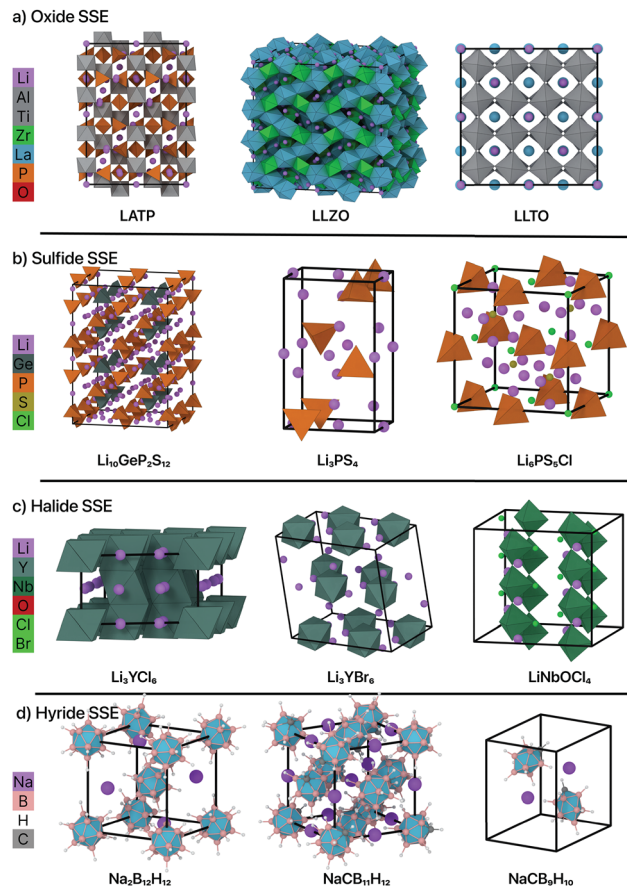 a) Oxide SSE
Li
Al
Ti
Zr
La
P
O
LATP
LLZO
LLTO
b) Sulfide SSE
Li
Ge
P
S
Cl
Li₁₀GeP₂S₁₂
Li₃PS₄
Li₆PS₅Cl
c) Halide SSE
Li
Y
Nb
O
Cl
Br
Li₃YCl₆
Li₃YBr₆
LiNbOCl₄
d) Hyride SSE
Na
B
H
C
Na₂B₁₂H₁₂
NaCB₁₁H₁₂
NaCB₉H₁₀